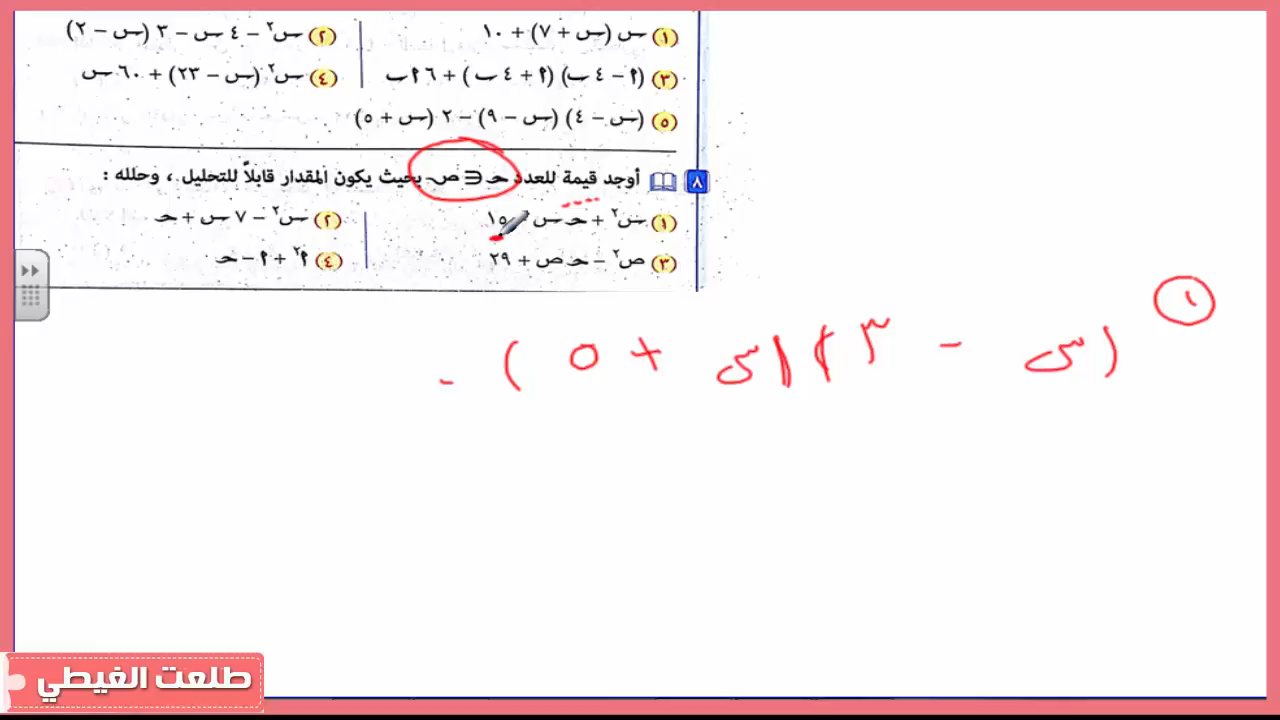 ١ س (س + ٧) + ١٠
٢ س٢ − ٤ س − ٣ (س − ٢)
٣ (أ − ٤ ب) (أ + ٤ ب) + ٦ أ ب
٤ س٢ (س − ٢٣) + ٦٠ س
٥ (س − ٤) (س − ٩) − ٢ (س + ٥)
٨ أوجد قيمة للعدد حـ ∈ ص بحيث يكون المقدار قابلاً للتحليل ، وحلله :
١ س٢ + حـ س ١٥
٢ س٢ − ٧ س + حـ
٣ ص٢ − حـ ص + ٢٩
٤ أ٢ + أ − حـ
١
(س − ٣) (س + ٥)
طلعت الغيطي